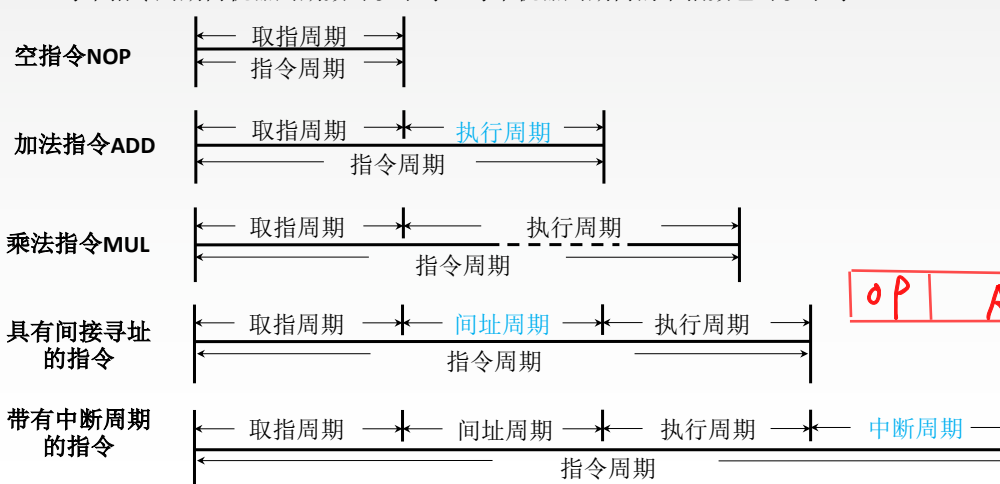 空指令NOP
取指周期
指令周期
加法指令ADD
取指周期 执行周期
指令周期
乘法指令MUL
取指周期 执行周期
指令周期
OP
具有间接寻址
的指令
取指周期 间址周期 执行周期
指令周期
带有中断周期
的指令
取指周期 间址周期 执行周期 中断周期
指令周期